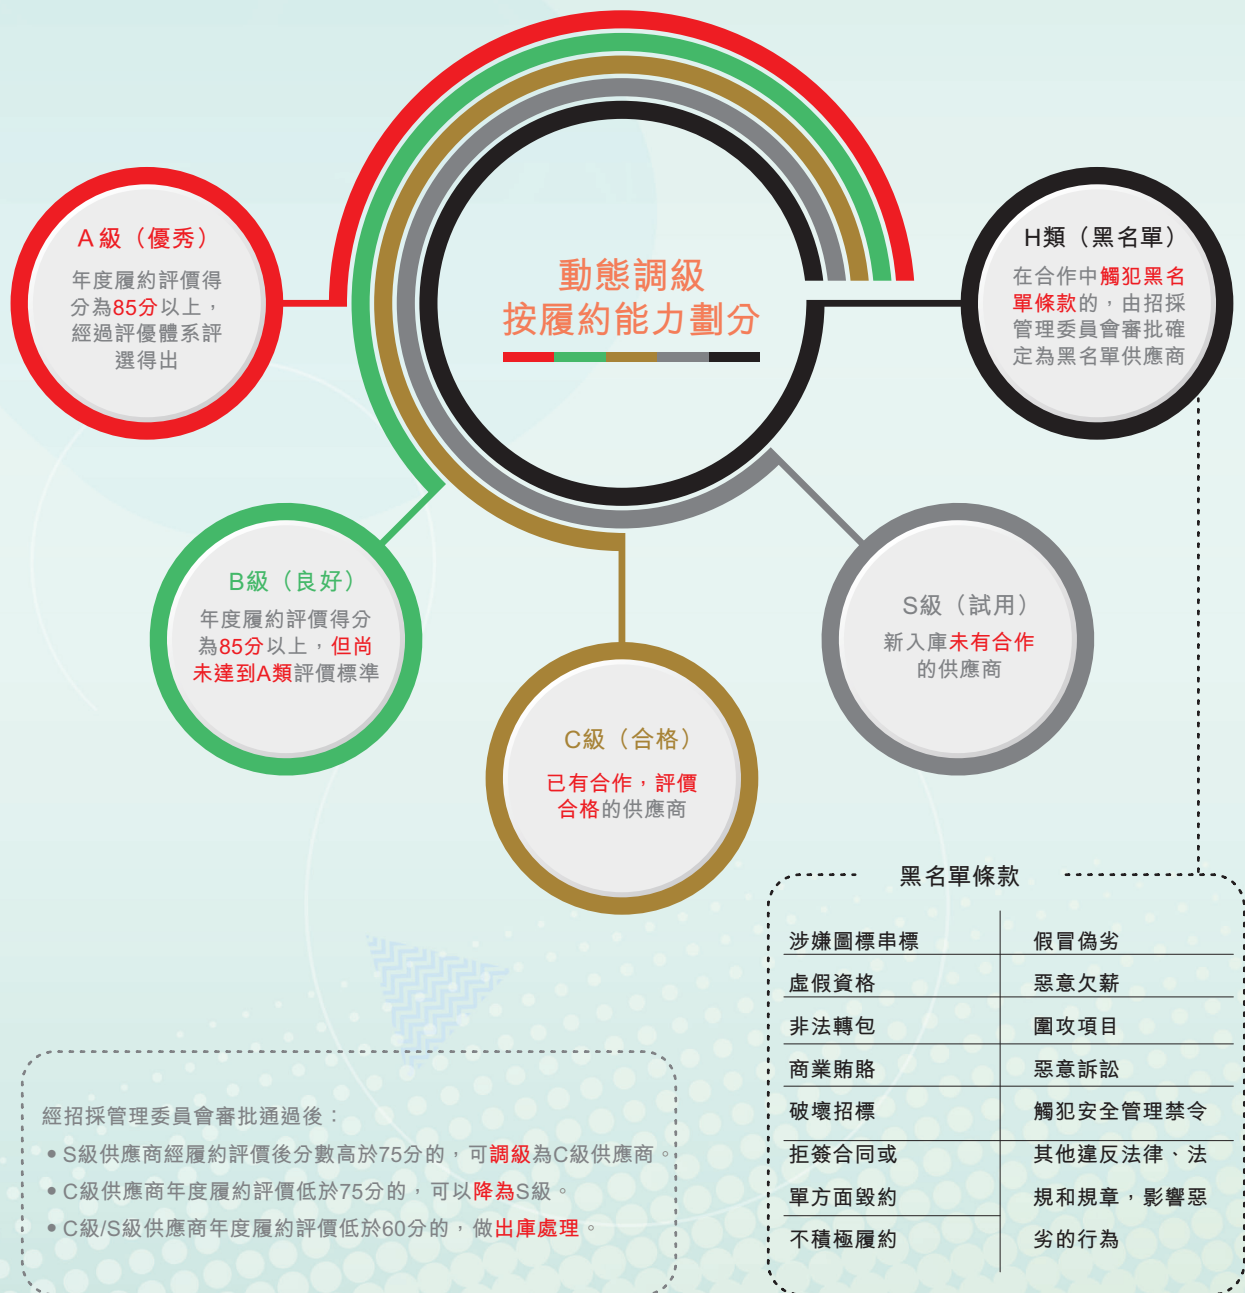 動態調級
按履約能力劃分
A級（優秀）
年度履約評價得
分為85分以上，
經過評優體系評
選得出
B級（良好）
年度履約評價得分
為85分以上，但尚
未達到A類評價標準
C級（合格）
已有合作，評價
合格的供應商
S級（試用）
新入庫未有合作
的供應商
H類（黑名單）
在合作中觸犯黑名
單條款的，由招採
管理委員會審批確
定為黑名單供應商
黑名單條款
涉嫌圖標串標
虛假資格
非法轉包
商業賄賂
破壞招標
拒簽合同或
單方面毀約
不積極履約
假冒偽劣
惡意欠薪
圍攻項目
惡意訴訟
觸犯安全管理禁令
其他違反法律、法
規和規章，影響惡
劣的行為
經招採管理委員會審批通過後：
• S級供應商經履約評價後分數高於75分的，可調級為C級供應商。
• C級供應商年度履約評價低於75分的，可以降為S級。
• C級/S級供應商年度履約評價低於60分的，做出庫處理。